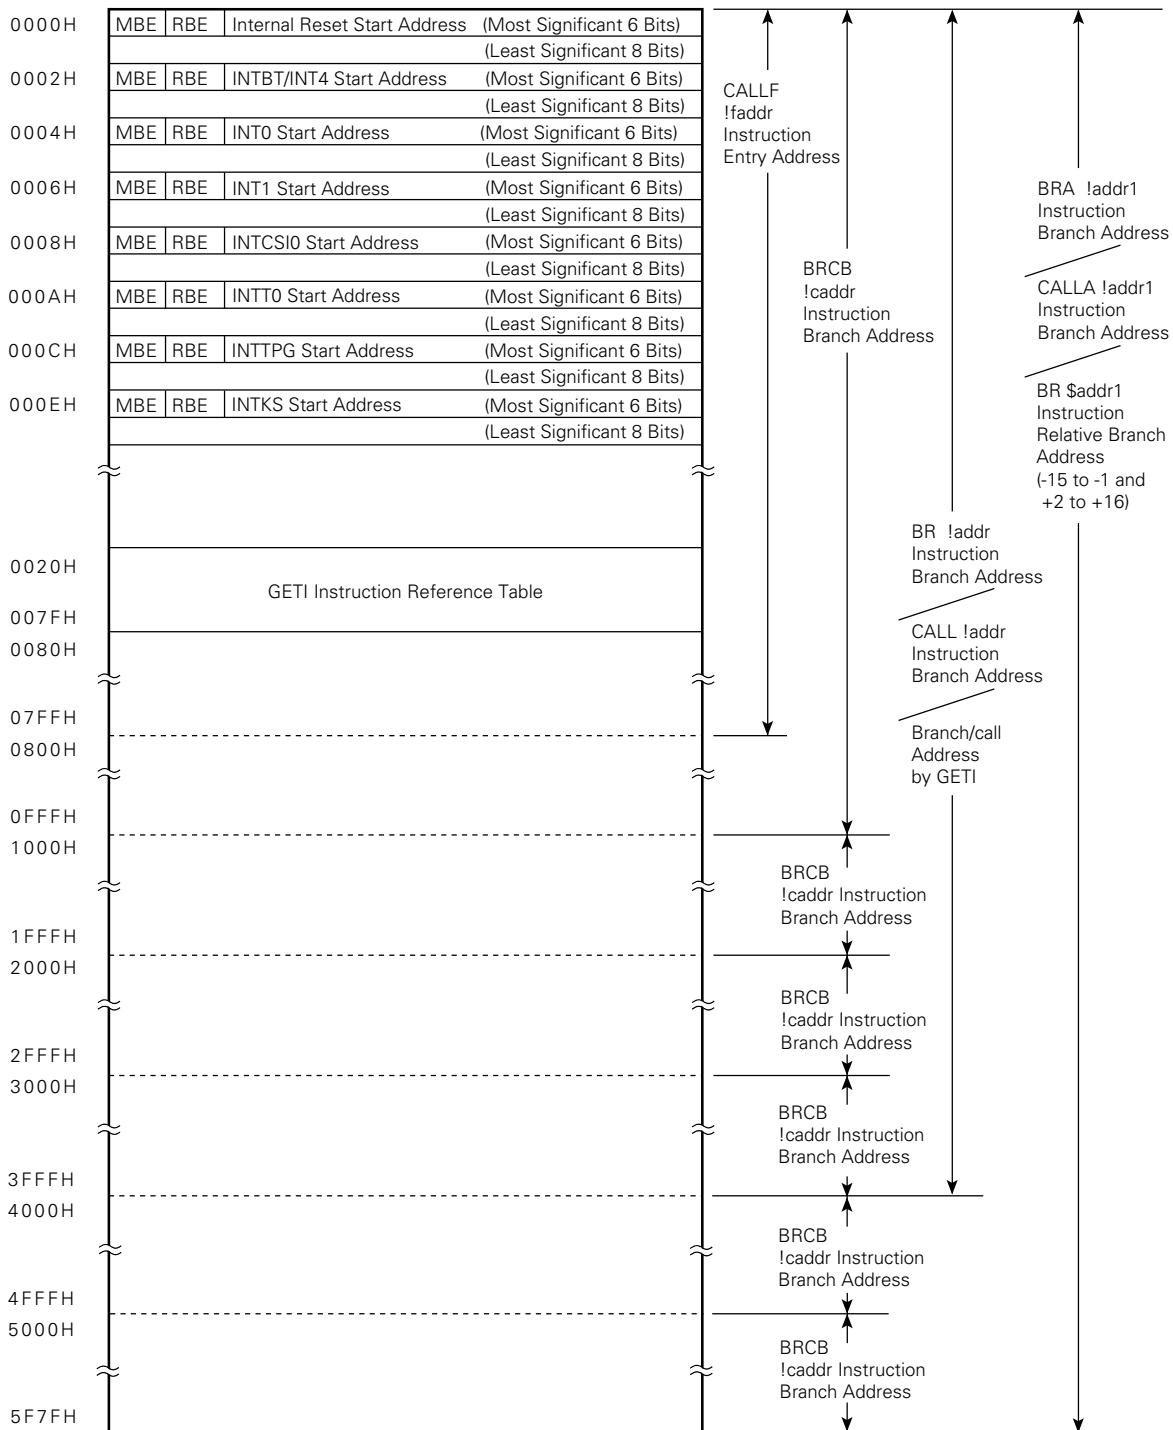 0000H MBE RBE Internal Reset Start Address (Most Significant 6 Bits)
(Least Significant 8 Bits)
0002H MBE RBE INTBT/INT4 Start Address (Most Significant 6 Bits)
(Least Significant 8 Bits)
0004H MBE RBE INT0 Start Address (Most Significant 6 Bits)
(Least Significant 8 Bits)
0006H MBE RBE INT1 Start Address (Most Significant 6 Bits)
(Least Significant 8 Bits)
0008H MBE RBE INTCSI0 Start Address (Most Significant 6 Bits)
(Least Significant 8 Bits)
000AH MBE RBE INTT0 Start Address (Most Significant 6 Bits)
(Least Significant 8 Bits)
000CH MBE RBE INTTPG Start Address (Most Significant 6 Bits)
(Least Significant 8 Bits)
000EH MBE RBE INTKS Start Address (Most Significant 6 Bits)
(Least Significant 8 Bits)
0020H
GETI Instruction Reference Table
007FH
0080H
07FFH
0800H
0FFFH
1000H
1FFFH
2000H
2FFFH
3000H
3FFFH
4000H
4FFFH
5000H
5F7FH
CALLF
!faddr
Instruction
Entry Address
BRCB
!caddr
Instruction
Branch Address
BRCB
!caddr Instruction
Branch Address
BRCB
!caddr Instruction
Branch Address
BRCB
!caddr Instruction
Branch Address
BRCB
!caddr Instruction
Branch Address
BRCB
!caddr Instruction
Branch Address
BR !addr
Instruction
Branch Address
CALL !addr
Instruction
Branch Address
Branch/call
Address
by GETI
BRA !addr1
Instruction
Branch Address
CALLA !addr1
Instruction
Branch Address
BR $addr1
Instruction
Relative Branch
Address
(-15 to -1 and
+2 to +16)